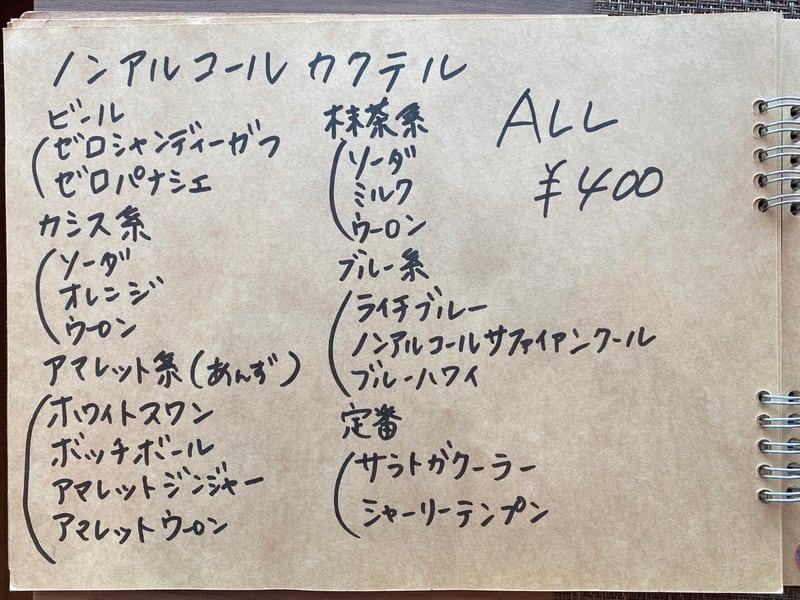 ノンアルコールカクテル
ビール
ゼロシャンディーガフ
ゼロパナシェ
カシス系
ソーダ
オレンジ
ウーロン
アマレット系(あんず)
ホワイトスワン
ボッチボール
アマレットジンジャー
アマレットウーロン
抹茶系
ソーダ
ミルク
ウーロン
ブルー系
ライチブルー
ノンアルコールサファイアンクール
ブルーハワイ
定番
サラトガクーラー
シャーリーテンプン
ALL
¥400